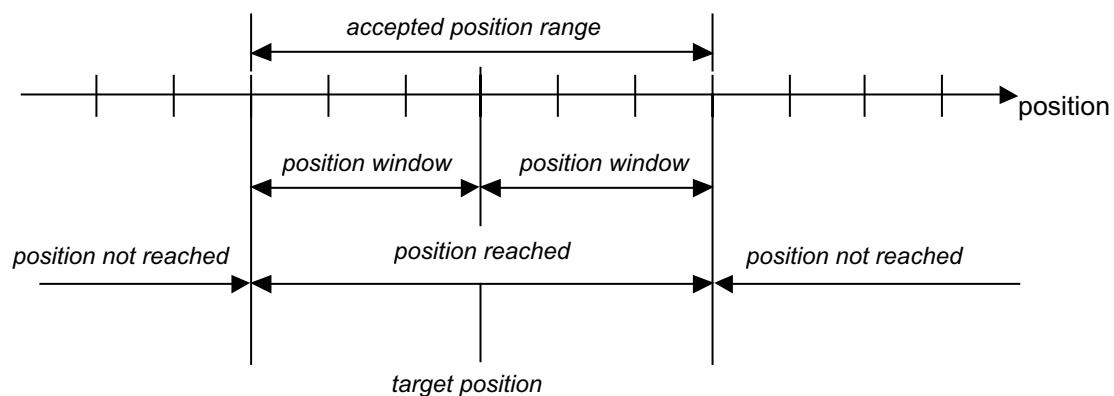 accepted position range
position
position window
position window
position not reached
position reached
position not reached
target position